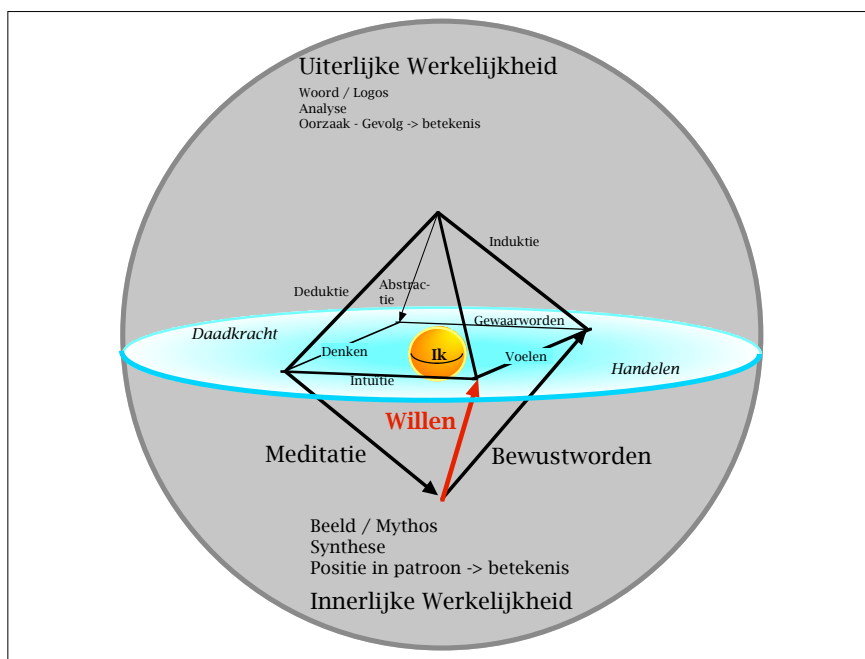 Uiterlijke Werkelijkheid
Woord / Logos
Analyse
Oorzaak - Gevolg -> betekenis
Induktie
Deduktie
Abstrac-
tie
Gewaarworden
Daadkracht
Denken
Ik
Voelen
Handelen
Intuïtie
Willen
Meditatie
Bewustworden
Beeld / Mythos
Synthese
Positie in patroon -> betekenis
Innerlijke Werkelijkheid